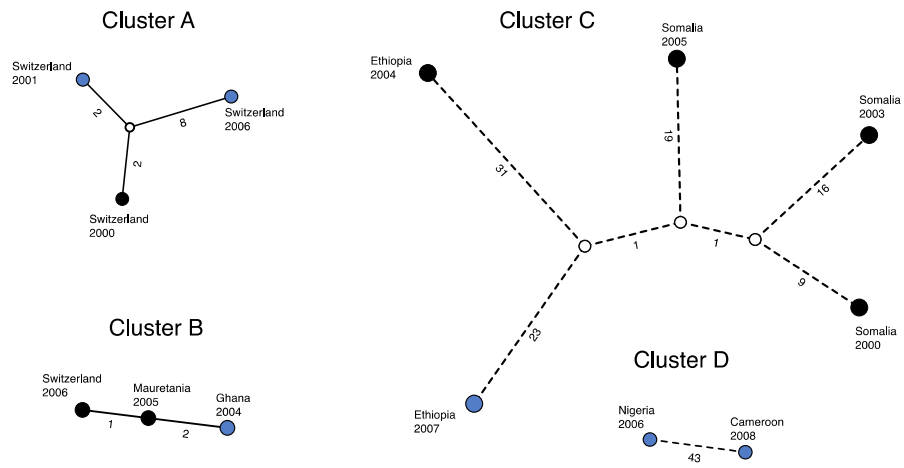 Cluster A
Switzerland
2001
2
8
Switzerland
2006
2
Switzerland
2000
Cluster B
Switzerland
2006
Mauretania
2005
Ghana
2004
1
2
Cluster C
Ethiopia
2004
Somalia
2005
Somalia
2003
31
19
16
1
1
9
23
Somalia
2000
Ethiopia
2007
Cluster D
Nigeria
2006
Cameroon
2008
43